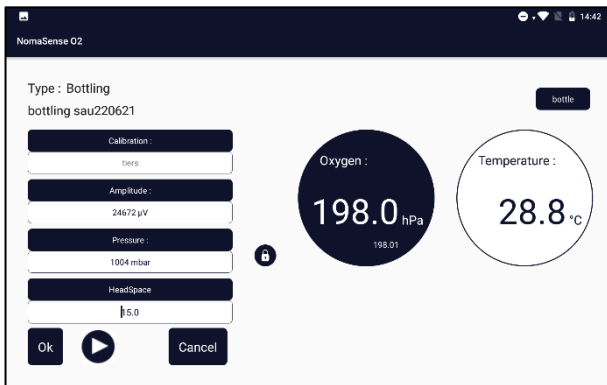 14:42
NomaSense O2
Type : Bottling
bottling sau220621
bottle
Calibration :
tiers
Amplitude :
24672 µV
Pressure :
1004 mbar
HeadSpace
15.0
Ok
Cancel
Oxygen :
198.0 hPa
198.01
Temperature :
28.8 °C